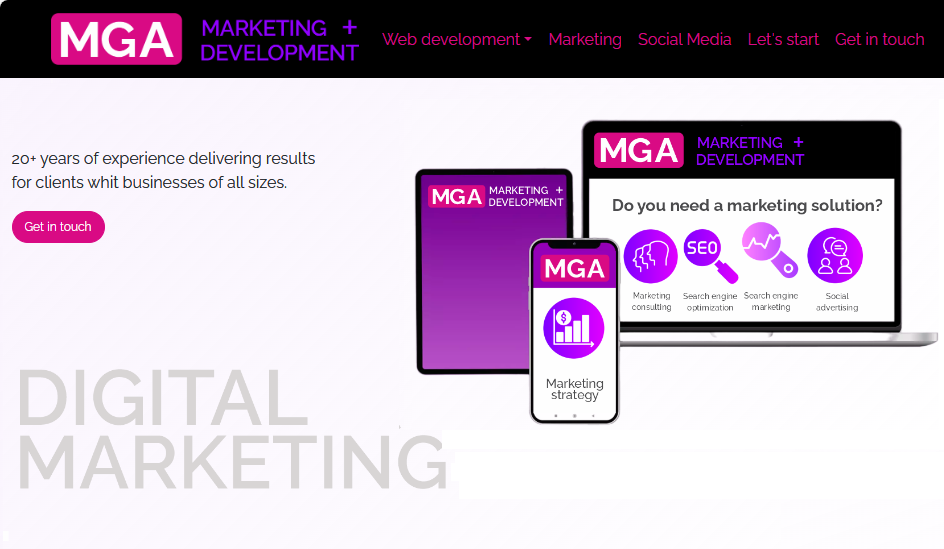 MGA
MARKETING +
DEVELOPMENT
Web development
Marketing
Social Media
Let's start
Get in touch
20+ years of experience delivering results
for clients whit businesses of all sizes.
Get in touch
DIGITAL
MARKETING
MGA
MARKETING +
DEVELOPMENT
MGA
$
Marketing
strategy
MGA
MARKETING +
DEVELOPMENT
Do you need a marketing solution?
SEO
Marketing
consulting
Search engine
optimization
Search engine
marketing
Social
advertising